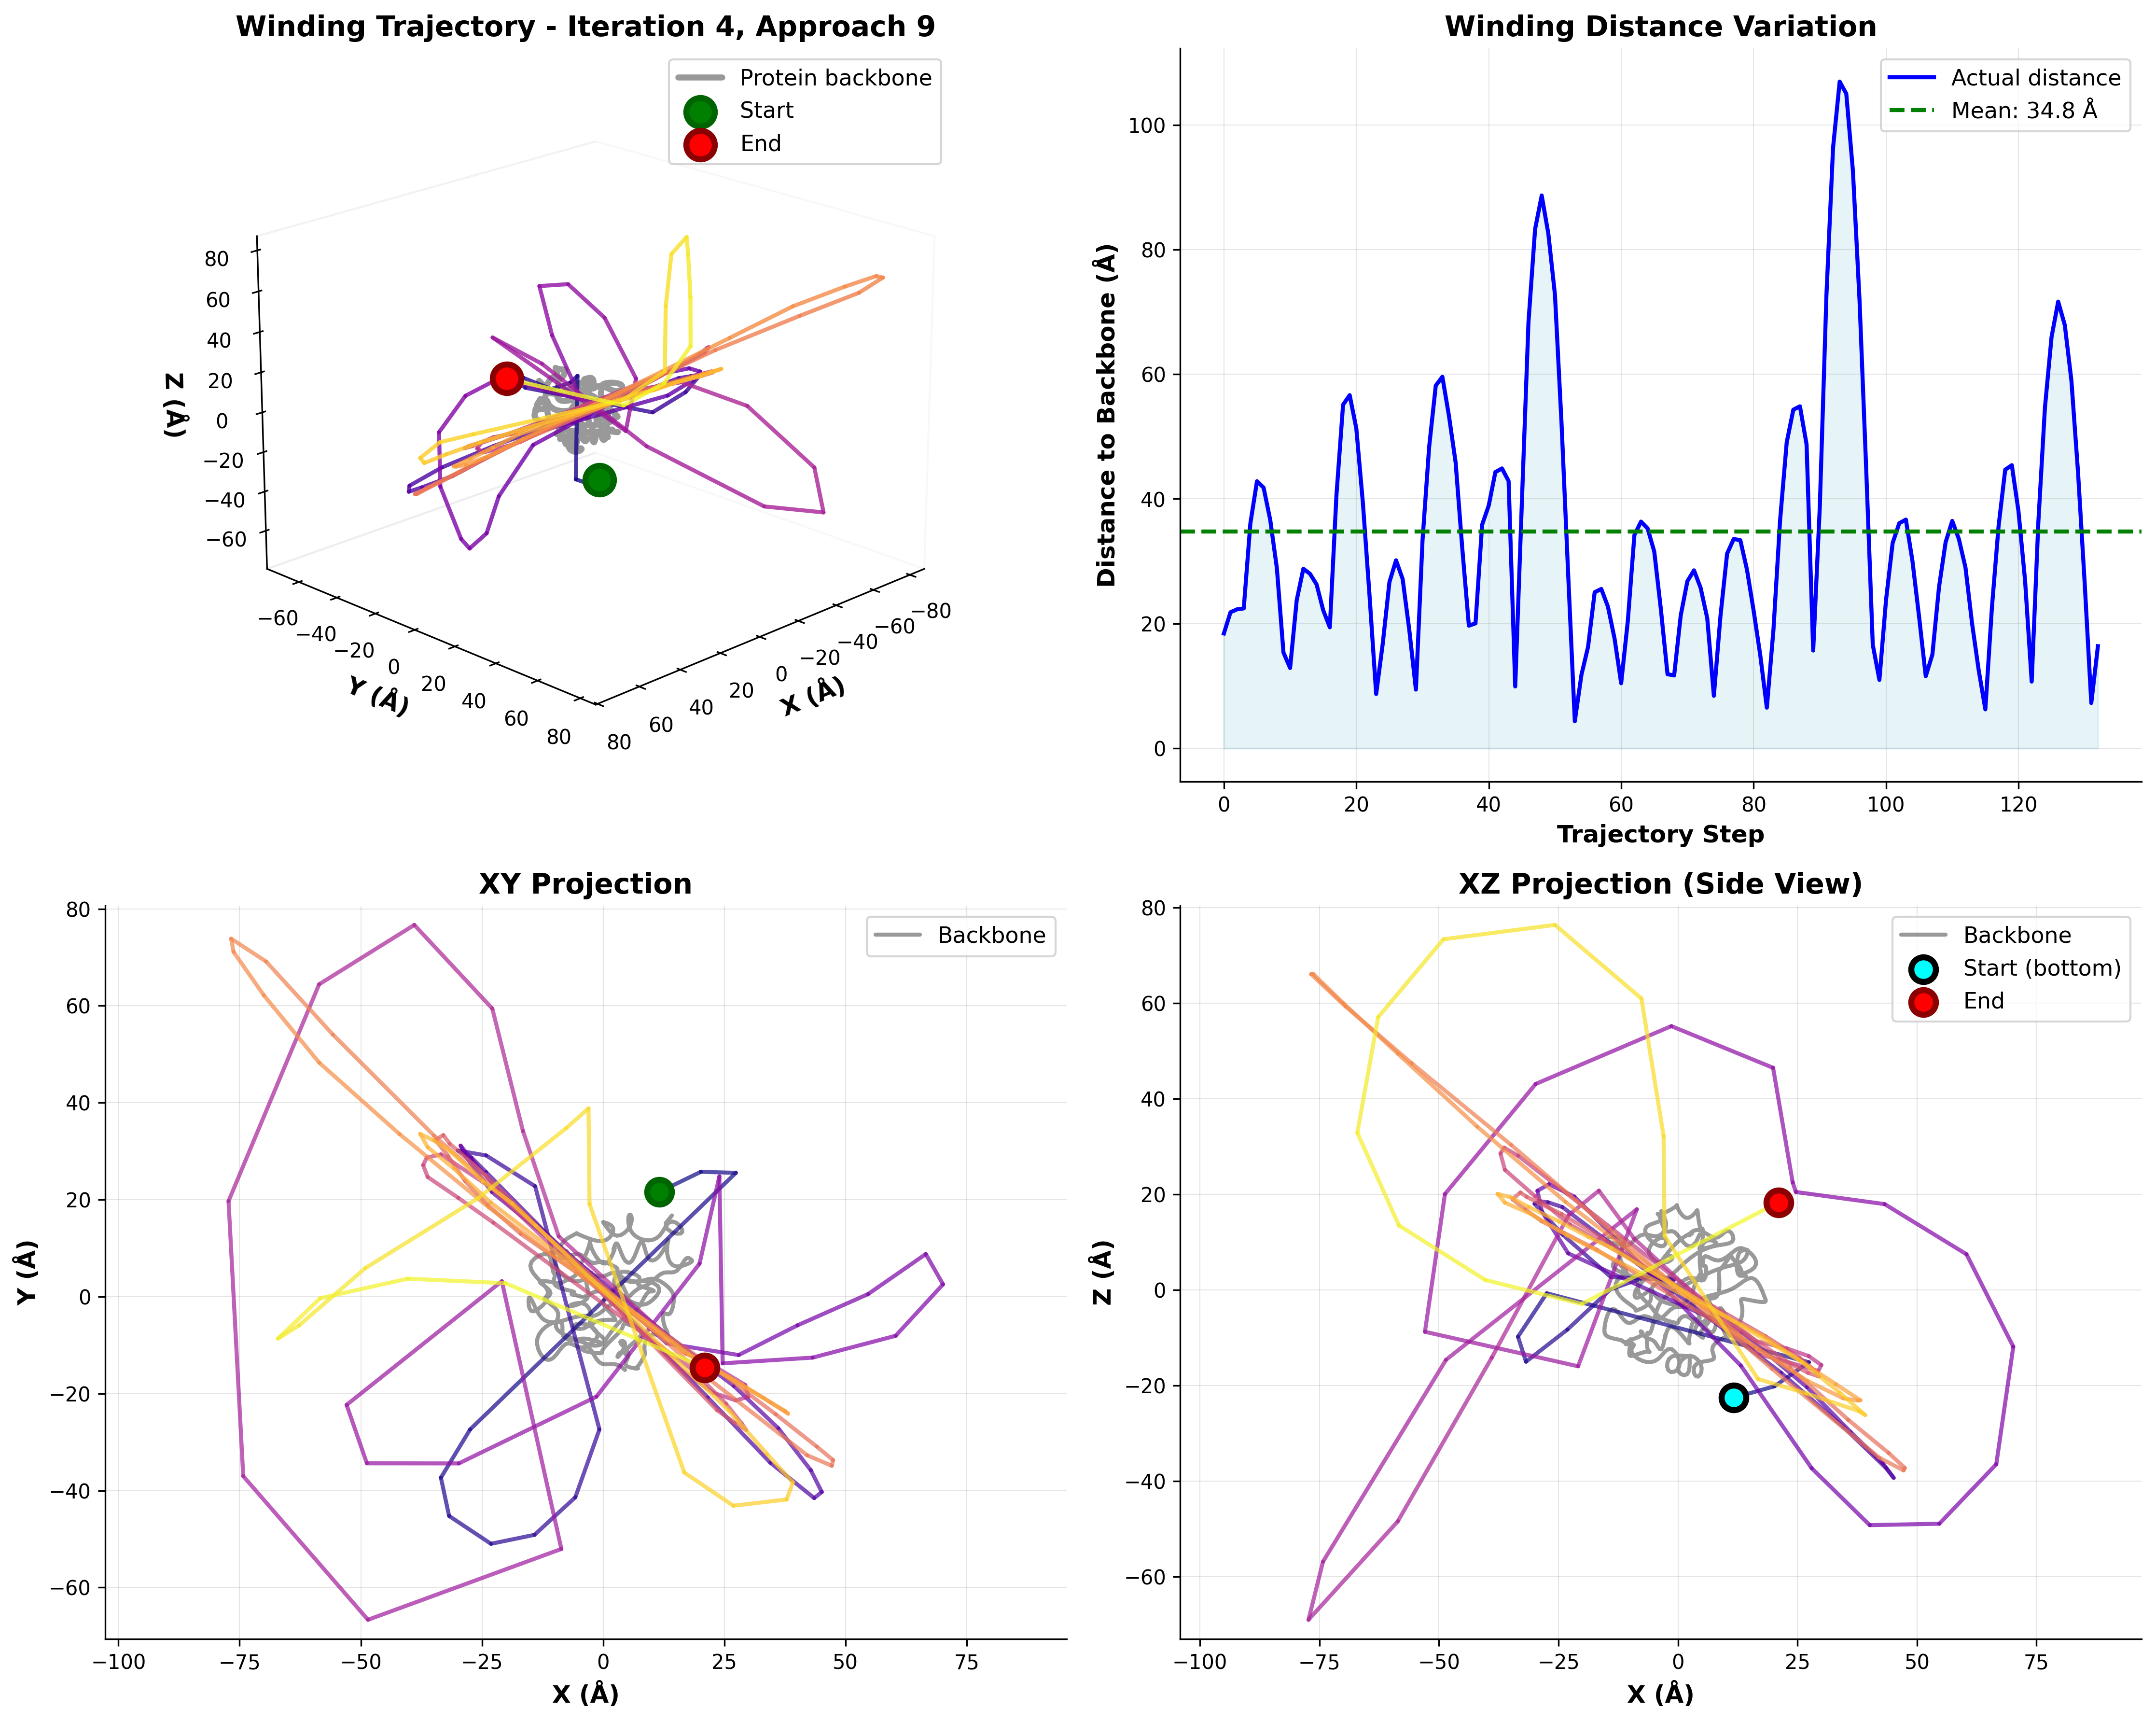 Winding Trajectory - Iteration 4, Approach 9
Protein backbone
Start
End
80
60
40
20
0
−20
−40
−60
Z (Å)
−60
−40
−20
0
20
40
60
80
Y (Å)
80
60
40
20
0
−20
−40
−60
−80
X (Å)
Winding Distance Variation
Actual distance
Mean: 34.8 Å
100
80
60
40
20
0
Distance to Backbone (Å)
0 20 40 60 80 100 120
Trajectory Step
XY Projection
Backbone
80
60
40
20
0
−20
−40
−60
Y (Å)
−100 −75 −50 −25 0 25 50 75
X (Å)
XZ Projection (Side View)
Backbone
Start (bottom)
End
80
60
40
20
0
−20
−40
−60
Z (Å)
−100 −75 −50 −25 0 25 50 75
X (Å)